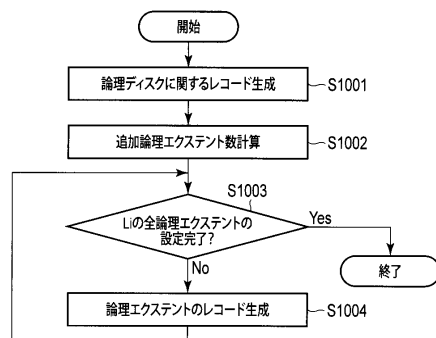 開始
論理ディスクに関するレコード生成
S1001
追加論理エクステント数計算
S1002
S1003
Liの全論理エクステントの
設定完了?
Yes
No
終了
論理エクステントのレコード生成
S1004